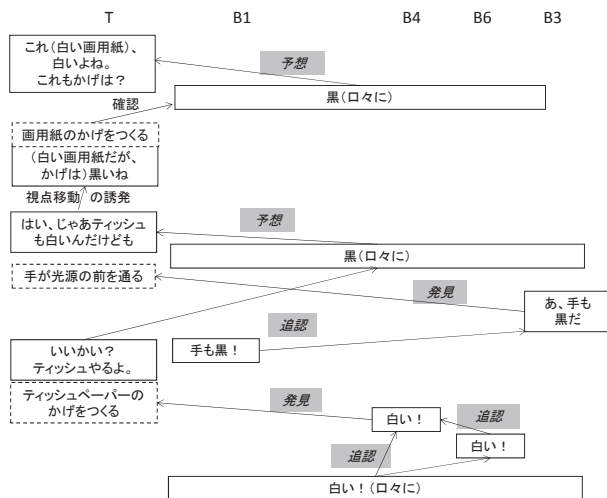 T B1 B4 B6 B3
これ(白い画用紙)、
白いよね。
これもかげは?
予想
黒(口々に)
確認
画用紙のかげをつくる
(白い画用紙だが、
かげは)黒いね
視点移動 の誘発
はい、じゃあティッシュ
も白いんだけども
予想
黒(口々に)
手が光源の前を通る
発見
あ、手も
黒だ
追認
いいかい?
ティッシュやるよ。
手も黒!
ティッシュペーパーの
かげをつくる
発見
白い!
追認
白い!
追認
白い!(口々に)